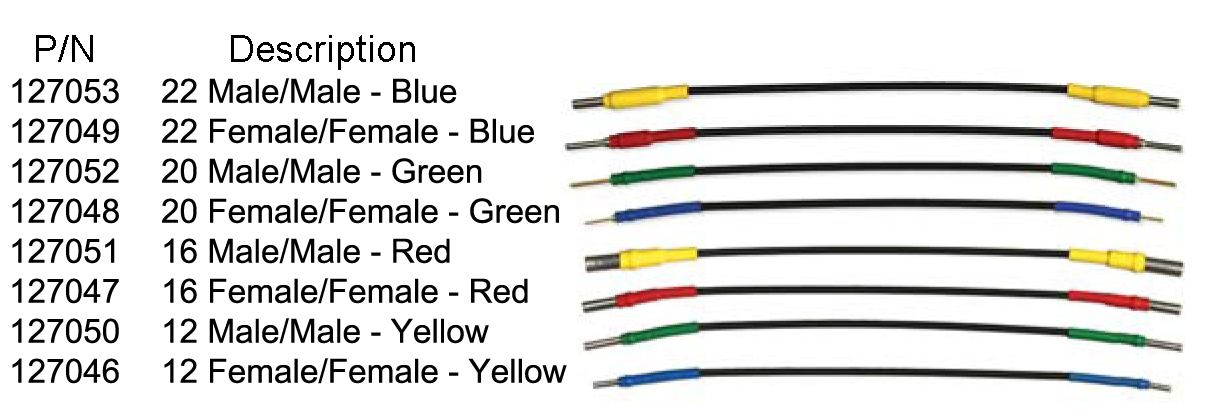 P/N Description
127053 22 Male/Male - Blue
127049 22 Female/Female - Blue
127052 20 Male/Male - Green
127048 20 Female/Female - Green
127051 16 Male/Male - Red
127047 16 Female/Female - Red
127050 12 Male/Male - Yellow
127046 12 Female/Female - Yellow